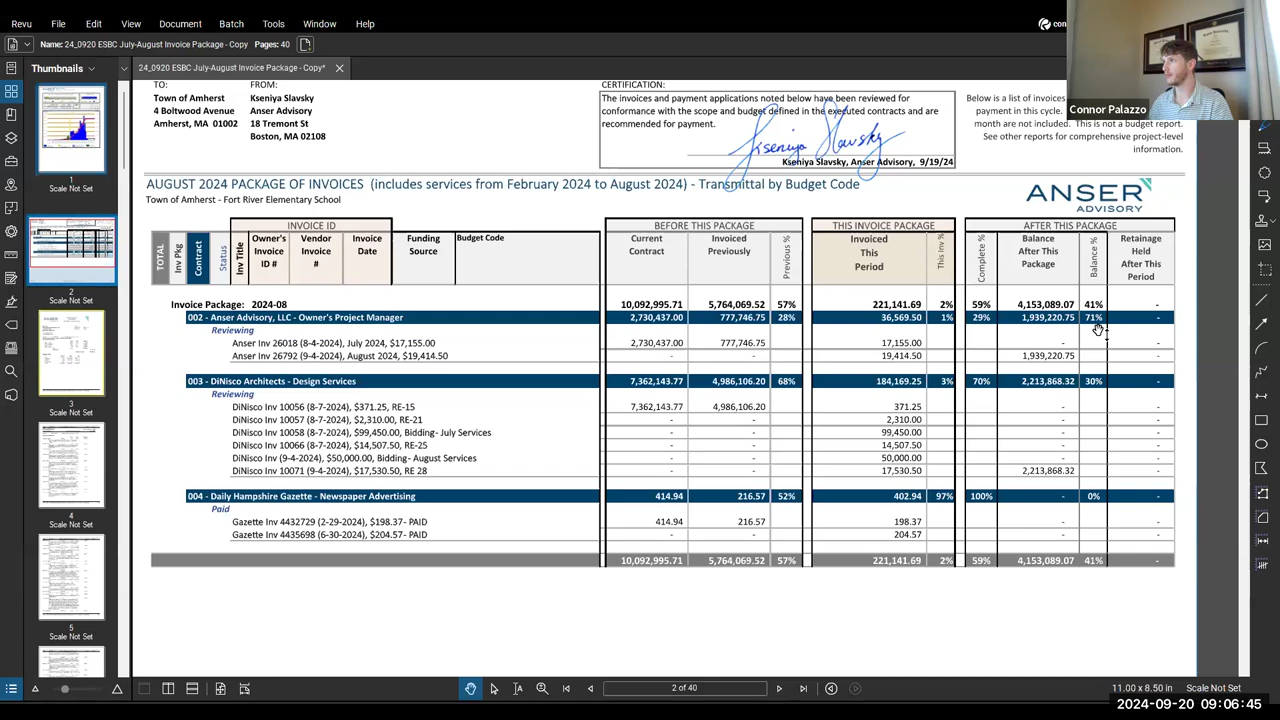 Revu File Edit View Document Batch Tools Window Help
Name: 24_0920 ESBC July-August Invoice Package - Copy Pages: 40
Thumbnails
24_0920 ESBC July-August Invoice Package - Copy*
Connor Palazzo
TO: FROM: CERTIFICATION:
Town of Amherst Kseniya Slavsky The invoices and payment applications noted below have been reviewed for Below is a list of invoices
4 Boltwood Avenue Anser Advisory conformance with the scope and budget defined in the executed contracts and are payment in this cycle.
Amherst, MA 01002 18 Tremont St recommended for payment. month are not included. This is not a budget report.
Boston, MA 02108 See other reports for comprehensive project-level
information.
Kseniya Slavsky
Kseniya Slavsky, Anser Advisory, 9/19/24
AUGUST 2024 PACKAGE OF INVOICES (includes services from February 2024 to August 2024) - Transmittal by Budget Code
Town of Amherst - Fort River Elementary School
ANSER
ADVISORY
INVOICE ID BEFORE THIS PACKAGE THIS INVOICE PACKAGE AFTER THIS PACKAGE
TOTAL Inv Pkg Contract Status Inv Title Owner's Invoice ID # Vendor Invoice # Invoice Date Funding Source Budget Code Current Contract Invoiced Previously Previous % Invoiced This Period This Inv % Complete % Balance After This Package Balance % Retainage Held After This Period
Invoice Package: 2024-08 10,092,995.71 5,764,069.52 57% 221,141.69 2% 59% 4,153,089.07 41% -
002 - Anser Advisory, LLC - Owner's Project Manager 2,730,437.00 777,746.75 28% 36,569.50 1% 29% 1,939,220.75 71% -
Reviewing
Anser Inv 26018 (8-7-2024), July 2024, $17,155.00 2,730,437.00 777,746.75 17,155.00 - -
Anser Inv 26792 (9-4-2024), August 2024, $19,414.50 - - 19,414.50 1,939,220.75 -
003 - DiNisco Architects - Design Services 7,362,143.77 4,986,106.20 68% 184,169.25 3% 70% 2,213,868.32 30% -
Reviewing
DiNisco Inv 10056 (8-7-2024), $371.25, RE-15 7,362,143.77 4,986,106.20 371.25 - -
DiNisco Inv 10057 (8-7-2024), $2,310.00, RE-21 - - 2,310.00 - -
DiNisco Inv 10058 (8-7-2024), $99,450.00, Bidding- July Services - - 99,450.00 - -
DiNisco Inv 10066 (8-7-2024), $14,507.50, RE-25 - - 14,507.50 - -
DiNisco Inv (9-4-2024), $50,000.00, Bidding- August Services - - 50,000.00 - -
DiNisco Inv 10071 (9-4-2024), $17,530.50, RE 28 - - 17,530.50 2,213,868.32 -
004 - Daily Hampshire Gazette - Newspaper Advertising 414.94 216.57 52% 402.94 97% 100% - 0% -
Paid
Gazette Inv 4432729 (2-29-2024), $198.37- PAID 414.94 216.57 198.37 - -
Gazette Inv 4435698 (6-30-2024), $204.57- PAID - - 204.57 - -
10,092,995.71 5,764,069.52 57% 221,141.69 2% 59% 4,153,089.07 41% -
1
Scale Not Set
2
Scale Not Set
3
Scale Not Set
4
Scale Not Set
5
Scale Not Set
2 of 40
11.00 x 8.50 in Scale Not Set
2024-09-20 09:06:45